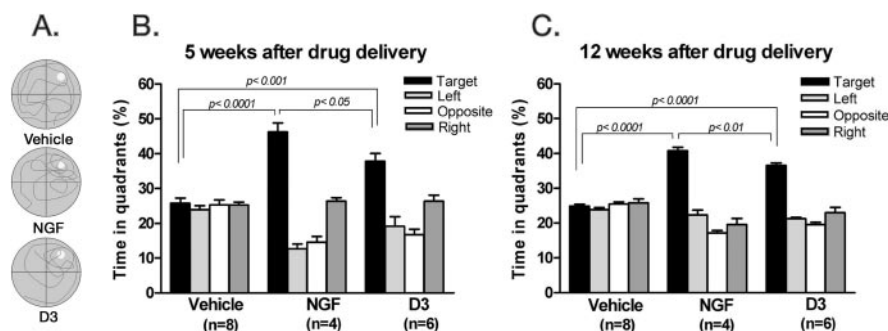 A.
Vehicle
NGF
D3
B.
5 weeks after drug delivery
Time in quadrants (%)
60
50
40
30
20
10
0
p< 0.001
p< 0.0001
p< 0.05
Target
Left
Opposite
Right
Vehicle
(n=8)
NGF
(n=4)
D3
(n=6)
C.
12 weeks after drug delivery
Time in quadrants (%)
60
50
40
30
20
10
0
p< 0.0001
p< 0.0001
p< 0.01
Target
Left
Opposite
Right
Vehicle
(n=8)
NGF
(n=4)
D3
(n=6)